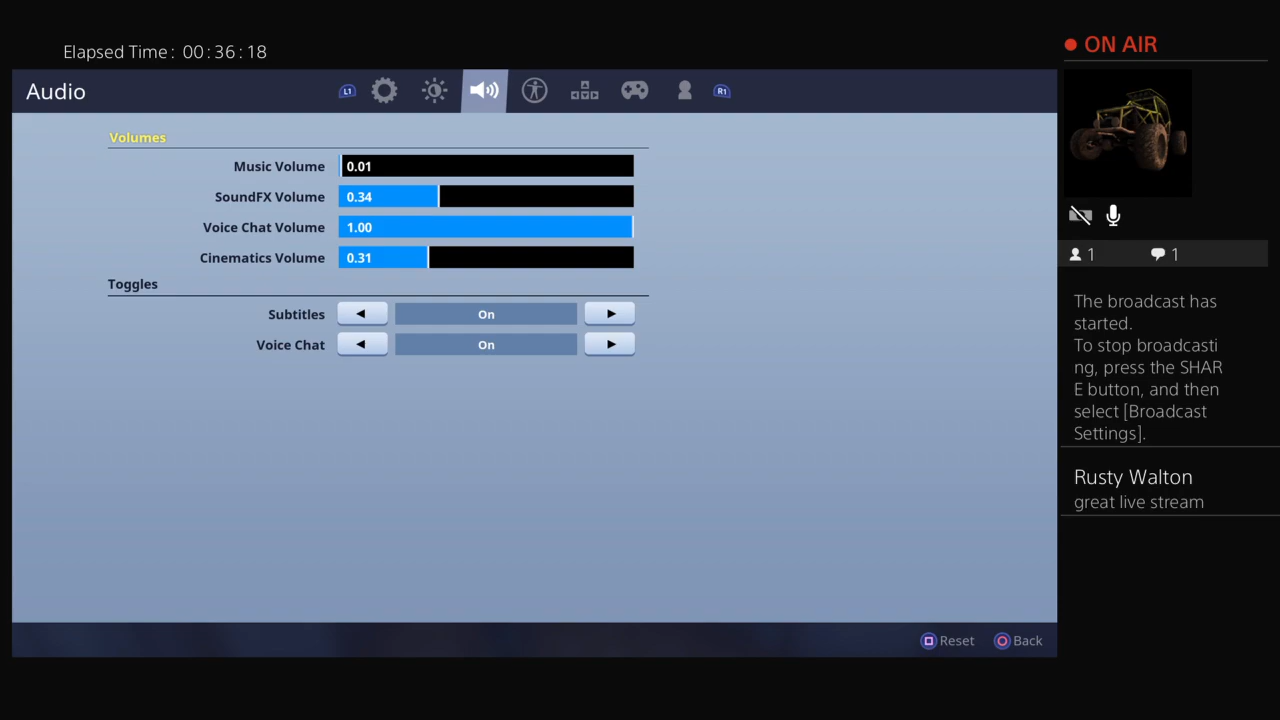 Elapsed Time: 00:36:18
ON AIR
Audio
L1
R1
Volumes
Music Volume 0.01
SoundFX Volume 0.34
Voice Chat Volume 1.00
Cinematics Volume 0.31
Toggles
Subtitles On
Voice Chat On
Reset Back
1 1
The broadcast has
started.
To stop broadcasti
ng, press the SHAR
E button, and then
select [Broadcast
Settings].
Rusty Walton
great live stream